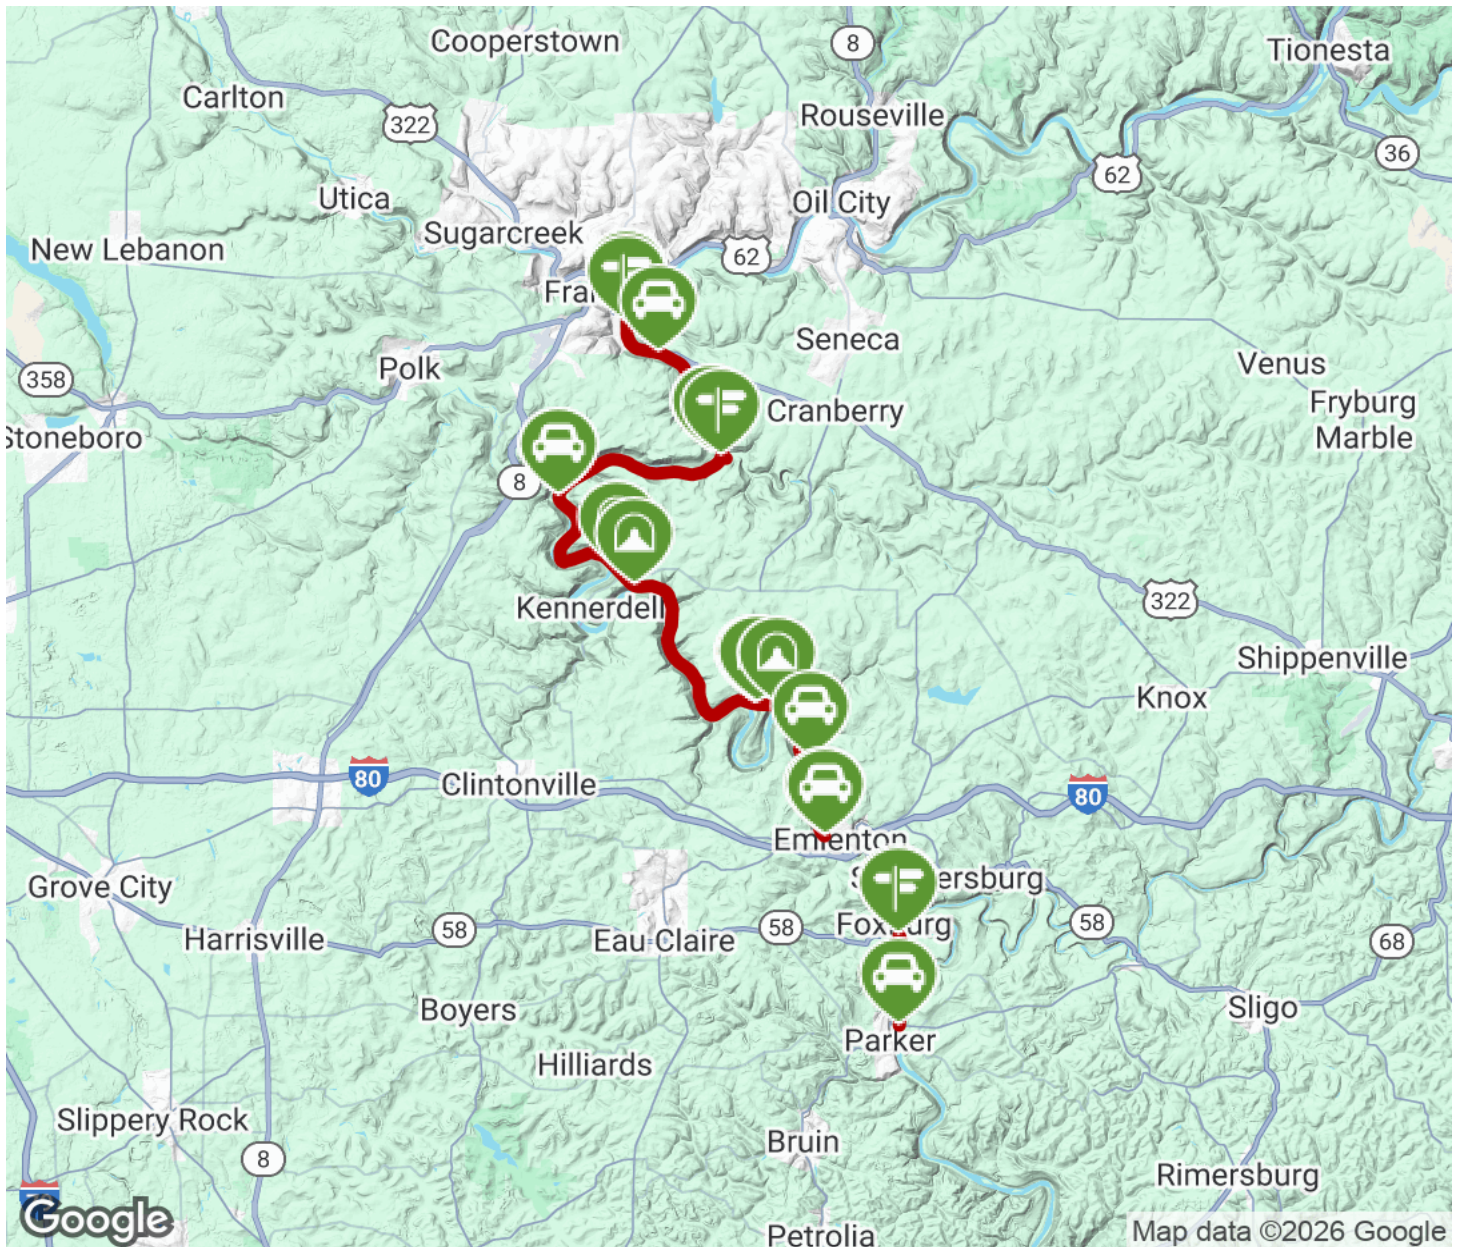 Cooperstown
8
Tionesta
Carlton
322
Rouseville
36
62
Utica
Oil City
Sugarcreek
New Lebanon
62
Seneca
Polk
358
Venus
Cranberry
Fryburg
Marble
Stoneboro
8
322
Kennerdell
Shippenville
Knox
80
Clintonville
80
Emlenton
Grove City
58
58
Foxburg
58
68
Harrisville
Eau Claire
Boyers
Sligo
Parker
Hilliards
Slippery Rock
Bruin
8
Rimersburg
Google
Petrolia
Map data ©2026 Google